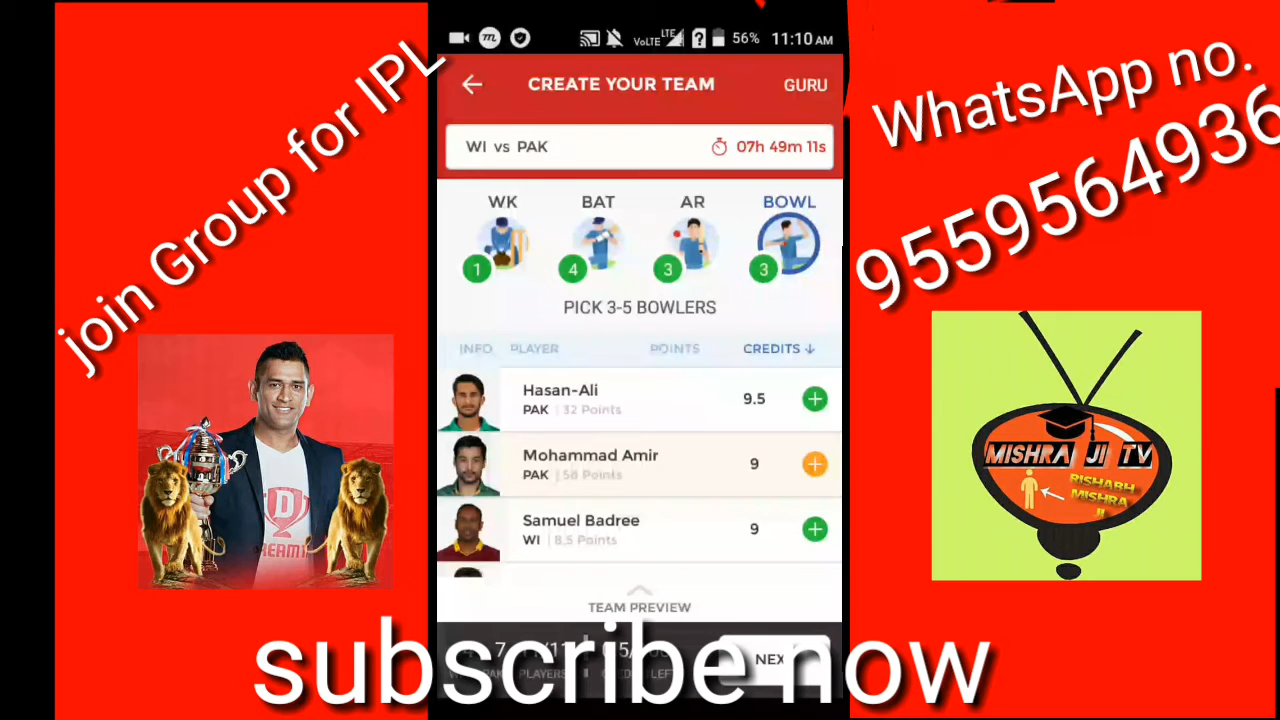 join Group for IPL
56% 11:10 AM
VoLTE LTE
CREATE YOUR TEAM
GURU
WI vs PAK
07h 49m 11s
WK
BAT
AR
BOWL
1
4
3
3
PICK 3-5 BOWLERS
INFO PLAYER POINTS CREDITS ↓
Hasan-Ali
PAK | 32 Points
9.5
Mohammad Amir
PAK | 58 Points
9
Samuel Badree
WI | 8.5 Points
9
TEAM PREVIEW
subscribe now
WhatsApp no.
9559564936
MISHRA JI TV
RISHABH
MISHRA
JI
D